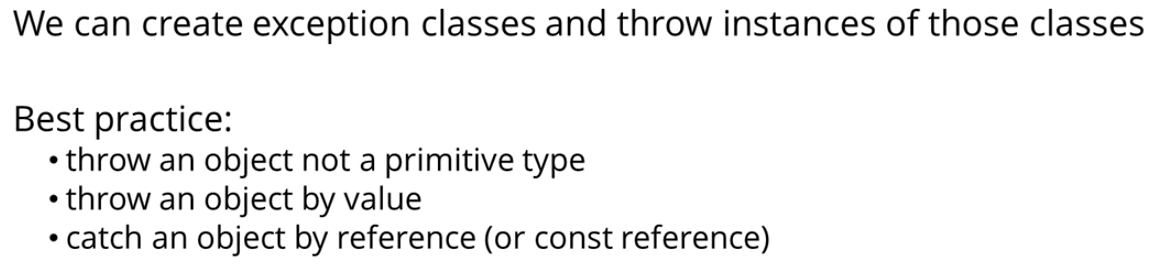 We can create exception classes and throw instances of those classes
Best practice:
• throw an object not a primitive type
• throw an object by value
• catch an object by reference (or const reference)